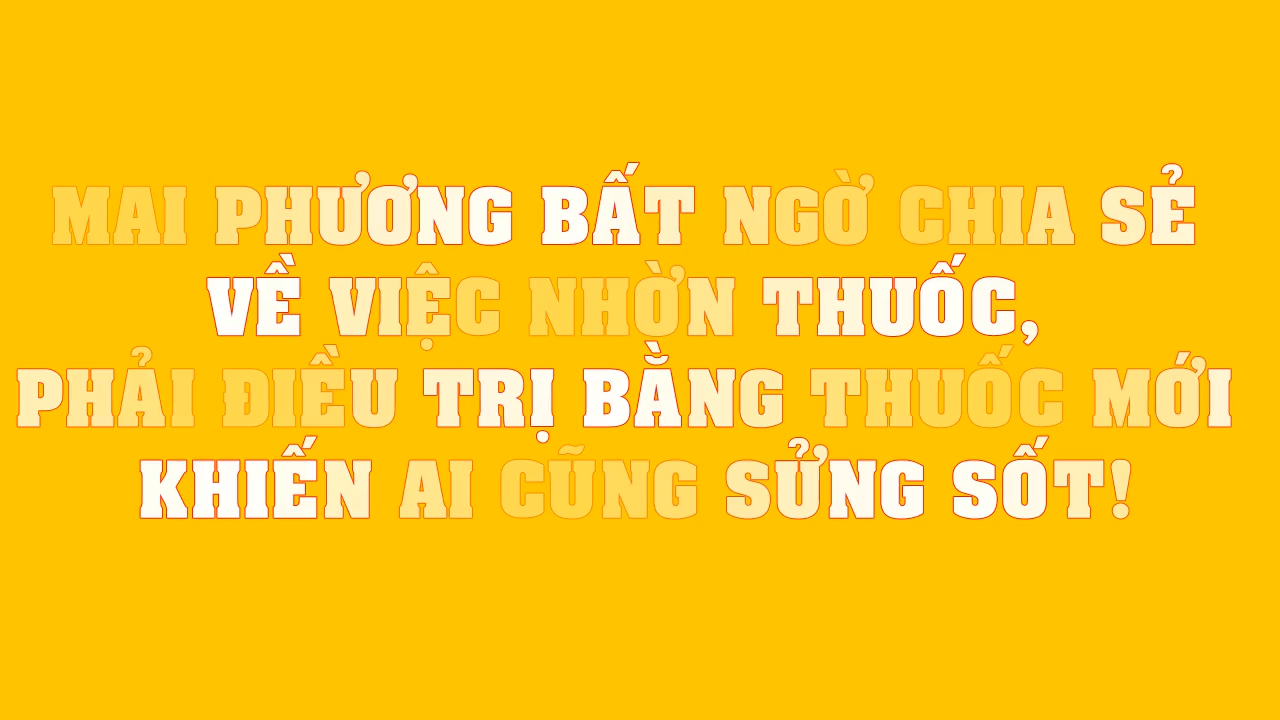 MAI PHƯƠNG BẤT NGỜ CHIA SẺ
VỀ VIỆC NHỜN THUỐC,
PHẢI ĐIỀU TRỊ BẰNG THUỐC MỚI
KHIẾN AI CŨNG SỬNG SỐT!